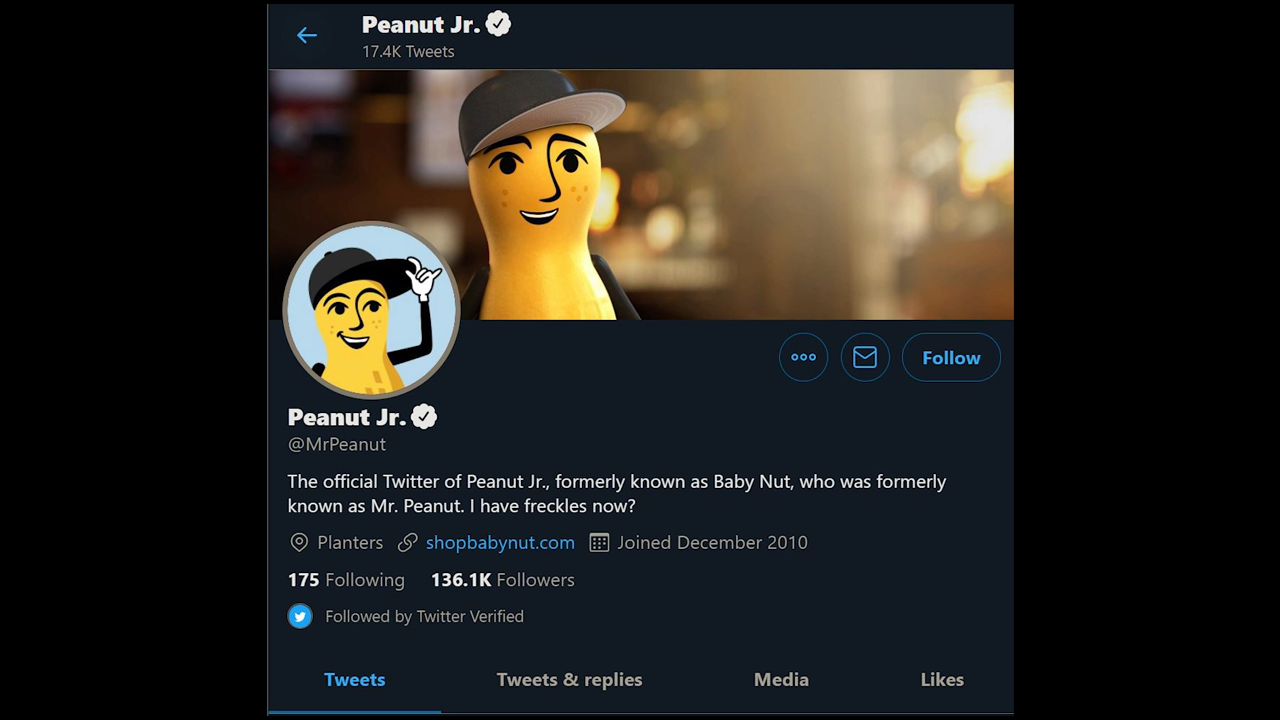 Peanut Jr.
17.4K Tweets
Follow
Peanut Jr.
@MrPeanut
The official Twitter of Peanut Jr., formerly known as Baby Nut, who was formerly
known as Mr. Peanut. I have freckles now?
Planters shopbabynut.com Joined December 2010
175 Following 136.1K Followers
Followed by Twitter Verified
Tweets Tweets & replies Media Likes